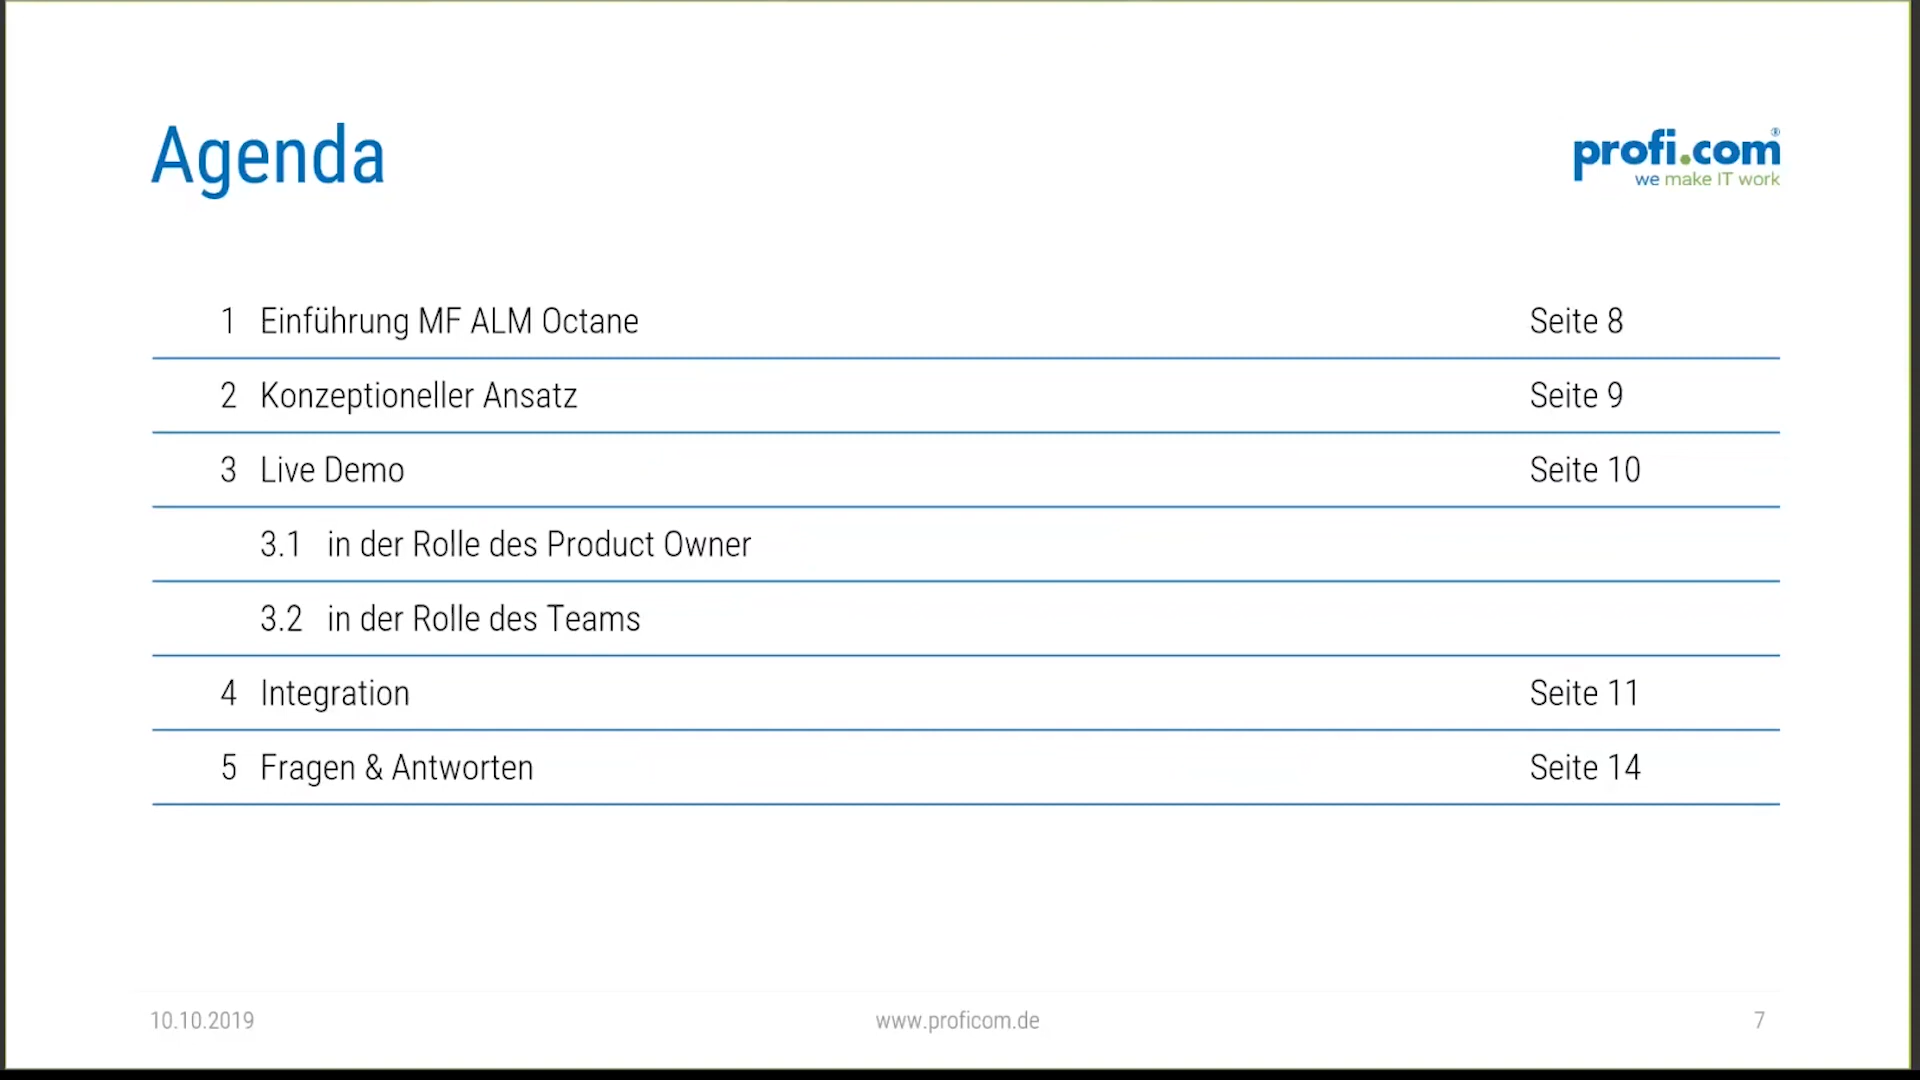 Agenda
profi.com®
we make IT work
1 Einführung MF ALM Octane Seite 8
2 Konzeptioneller Ansatz Seite 9
3 Live Demo Seite 10
3.1 in der Rolle des Product Owner
3.2 in der Rolle des Teams
4 Integration Seite 11
5 Fragen & Antworten Seite 14
10.10.2019 www.proficom.de 7